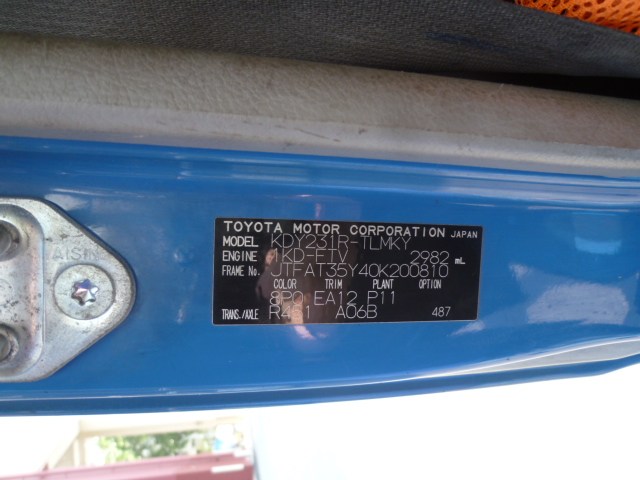 AISIN
TOYOTA MOTOR CORPORATION JAPAN
MODEL KDY231R-TLMKY
ENGINE 1KD-FTV 2982 mL
FRAME NO. JTFAT35Y40K200810
COLOR TRIM PLANT OPTION
8P0 EA12 P11
TRANS./AXLE R451 A06B 487